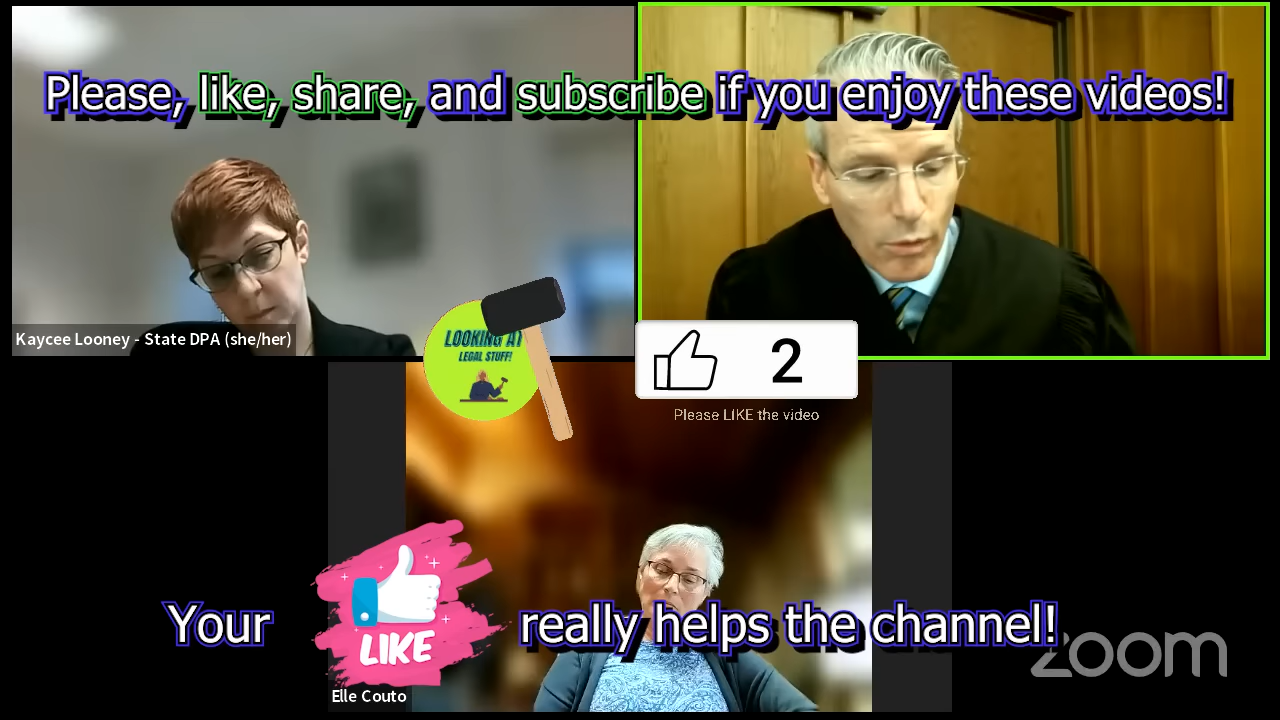 Please, like, share, and subscribe if you enjoy these videos!
Kaycee Looney - State DPA (she/her)
LOOKING AT
LEGAL STUFF!
2
Please LIKE the video
Your LIKE really helps the channel!
Elle Couto
zoom